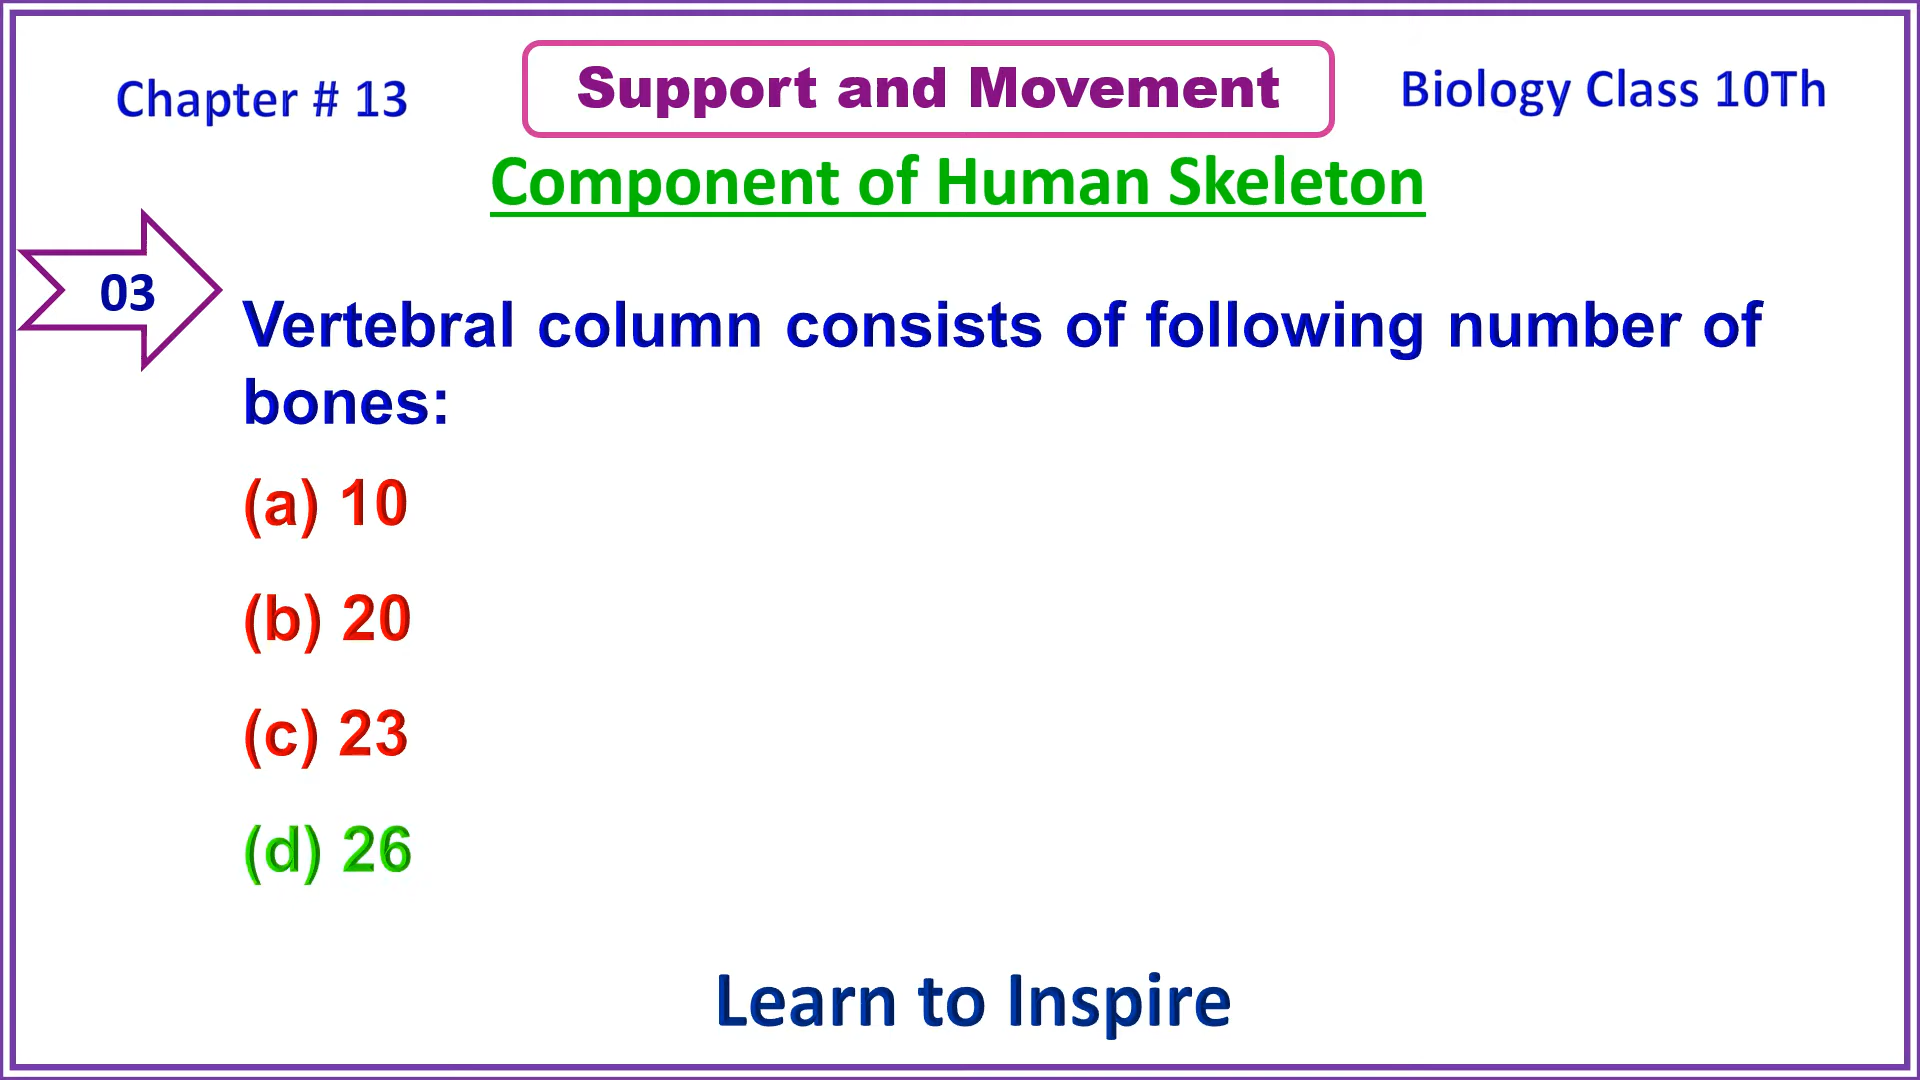 Chapter # 13
Support and Movement
Biology Class 10Th
Component of Human Skeleton
03
Vertebral column consists of following number of
bones:
(a) 10
(b) 20
(c) 23
(d) 26
Learn to Inspire